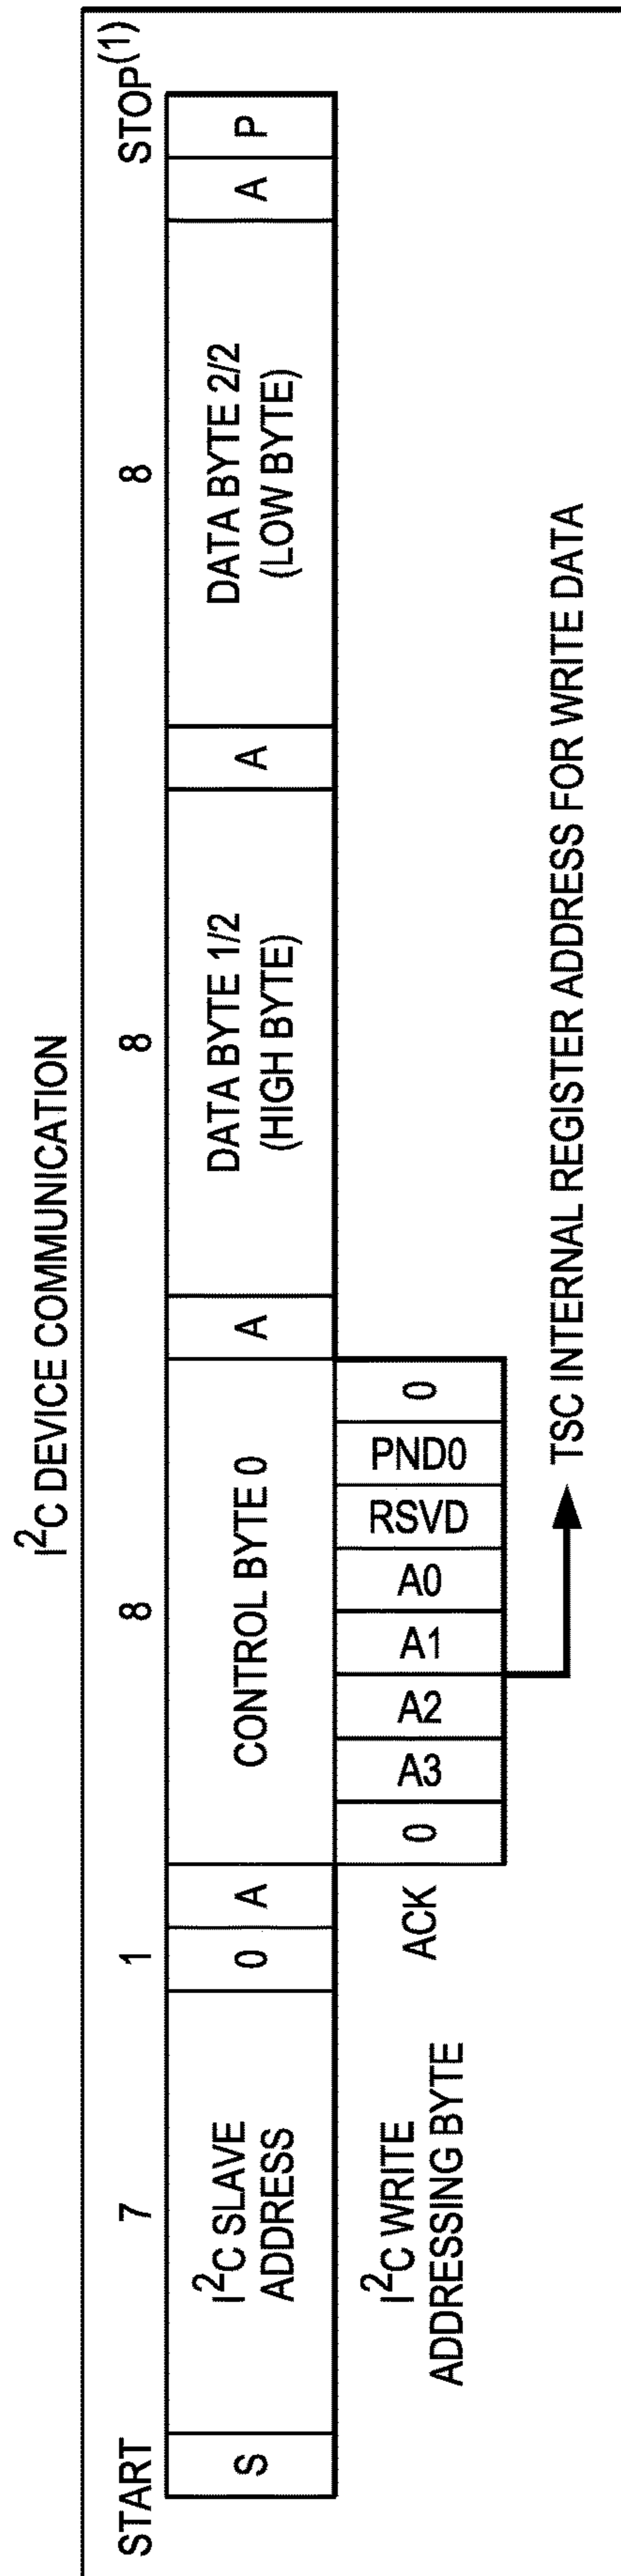 I²C DEVICE COMMUNICATION
START 7 1 8 8 8 STOP(1)
S I²C SLAVE ADDRESS 0 A CONTROL BYTE 0 A DATA BYTE 1/2 (HIGH BYTE) A DATA BYTE 2/2 (LOW BYTE) A P
I²C WRITE
ADDRESSING BYTE
ACK
0 A3 A2 A1 A0 RSVD PND0 0
TSC INTERNAL REGISTER ADDRESS FOR WRITE DATA